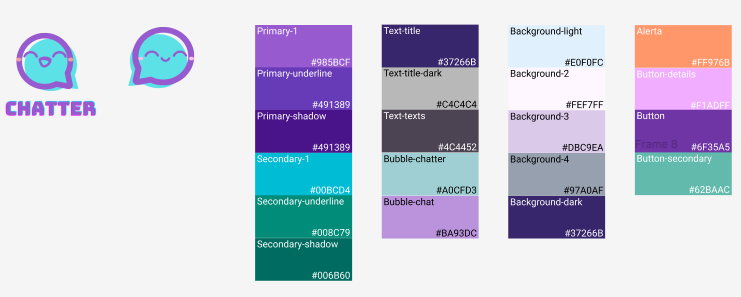 CHATTER
Primary-1
#985BCF
Primary-underline
#491389
Primary-shadow
#491389
Secondary-1
#00BCD4
Secondary-underline
#008C79
Secondary-shadow
#006B60
Text-title
#37266B
Text-title-dark
#C4C4C4
Text-texts
#4C4452
Bubble-chatter
#A0CFD3
Bubble-chat
#BA93DC
Background-light
#E0F0FC
Background-2
#FEF7FF
Background-3
#DBC9EA
Background-4
#97A0AF
Background-dark
#37266B
Alerta
#FF976B
Button-details
#F1ADFF
Button
Frame 8
#6F35A5
Button-secondary
#62BAAC